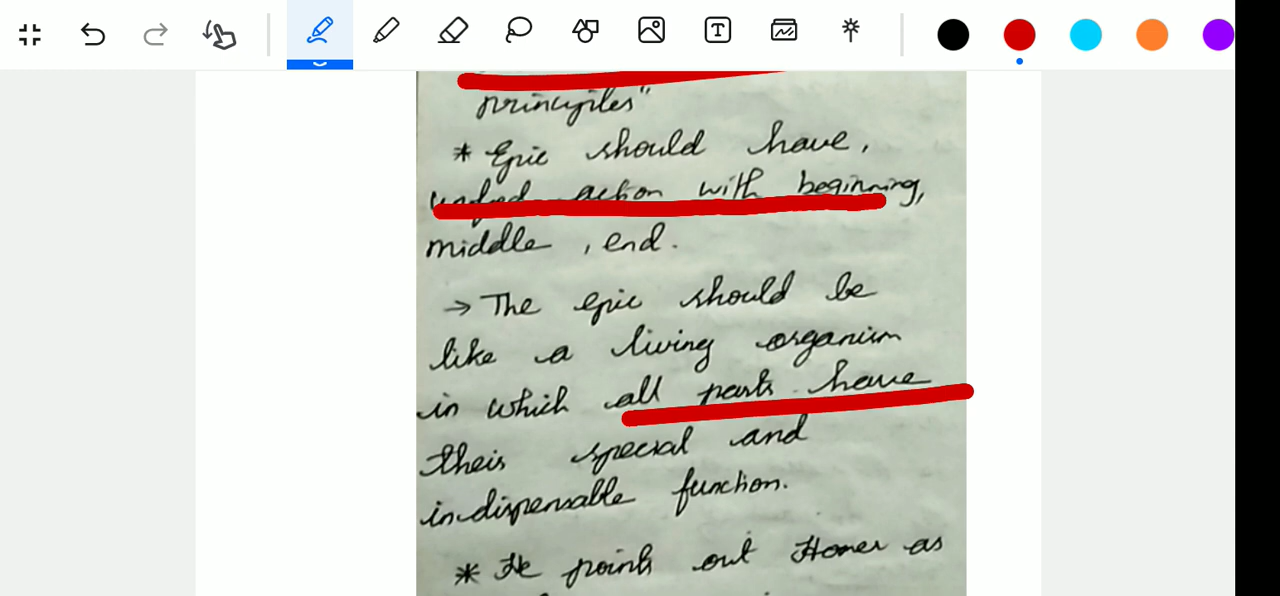 principles"
* Epic should have,
unified action with beginning,
middle , end.
→ The epic should be
like a living organism
in which all parts have
their special and
indispensable function.
* He points out Homer as